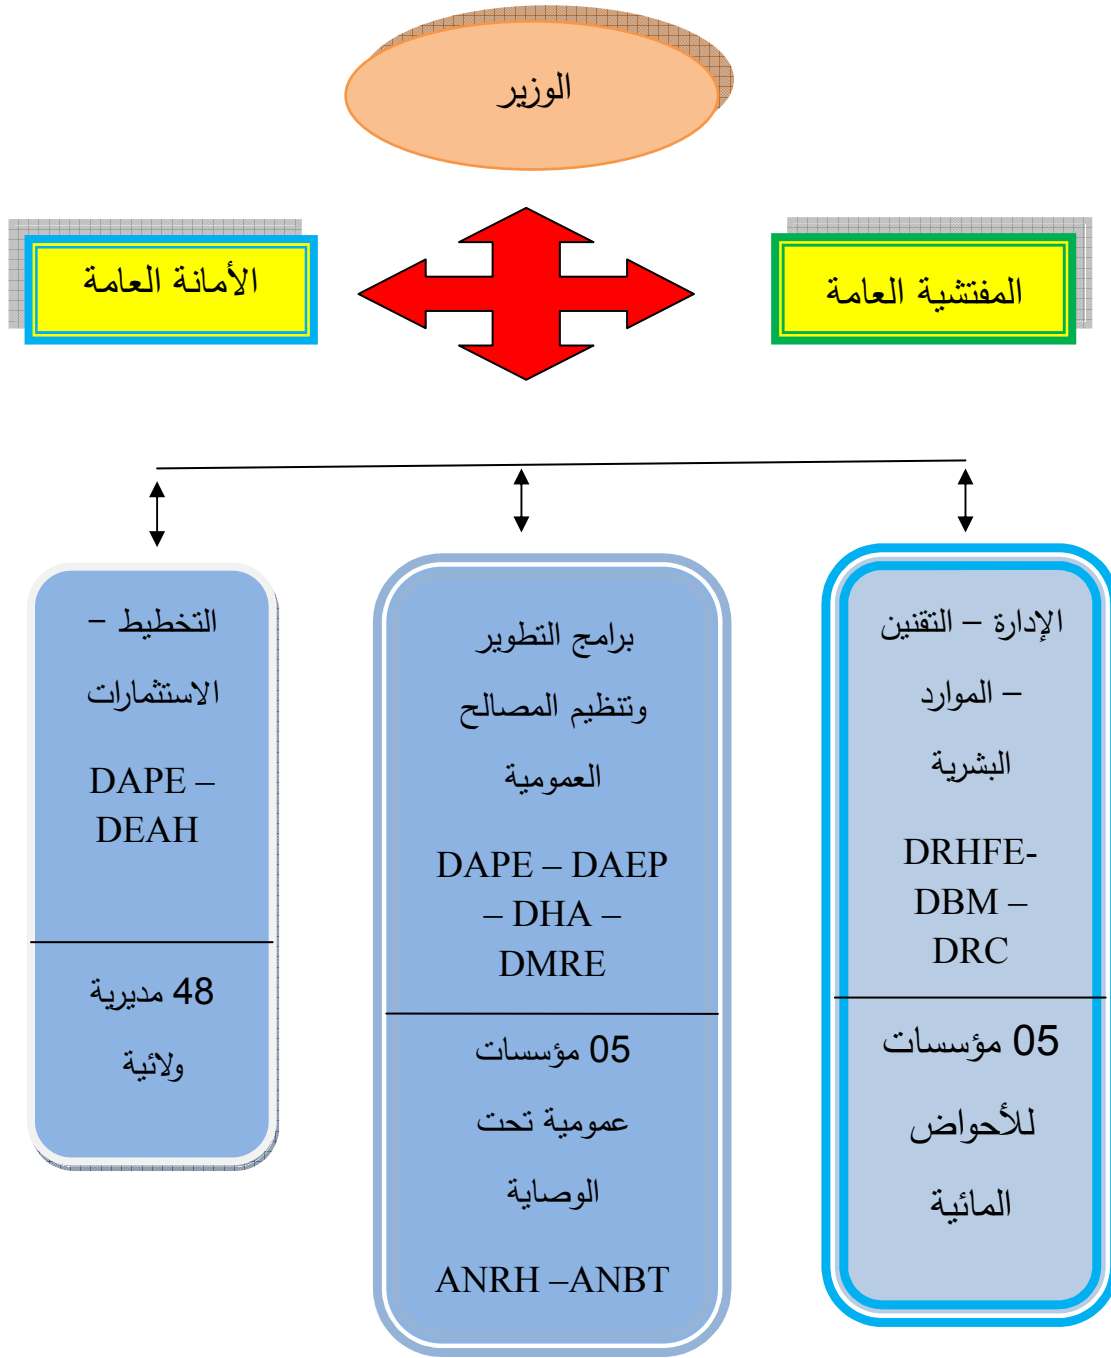 الوزير
المفتشية العامة
الأمانة العامة
الإدارة – التقنين
– الموارد
البشرية
DRHFE-
DBM –
DRC
05 مؤسسات
للأحواض
المائية
برامج التطوير
وتنظيم المصالح
العمومية
DAPE – DAEP
– DHA –
DMRE
05 مؤسسات
عمومية تحت
الوصاية
ANRH –ANBT
التخطيط –
الاستثمارات
DAPE –
DEAH
48 مديرية
ولائية